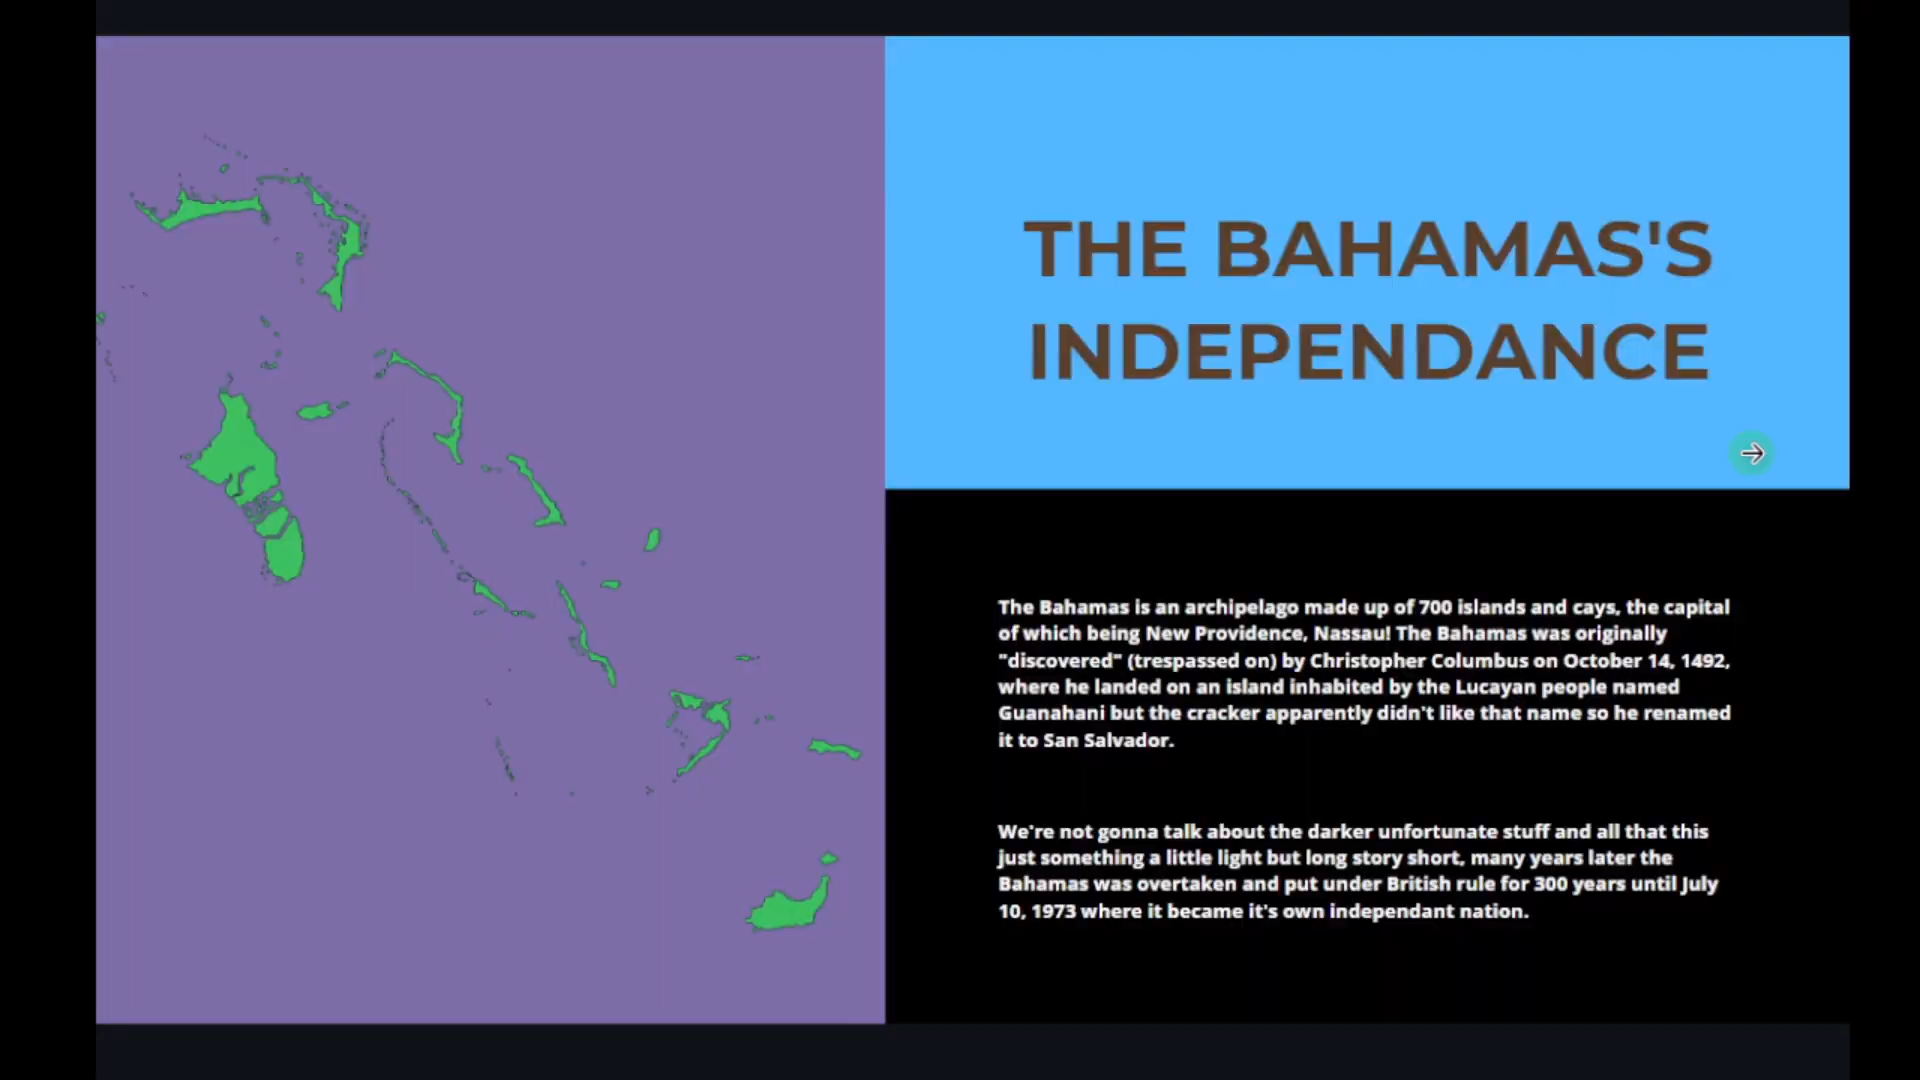 THE BAHAMAS'S
INDEPENDANCE
The Bahamas is an archipelago made up of 700 islands and cays, the capital
of which being New Providence, Nassau! The Bahamas was originally
"discovered" (trespassed on) by Christopher Columbus on October 14, 1492,
where he landed on an island inhabited by the Lucayan people named
Guanahani but the cracker apparently didn't like that name so he renamed
it to San Salvador.
We're not gonna talk about the darker unfortunate stuff and all that this
just something a little light but long story short, many years later the
Bahamas was overtaken and put under British rule for 300 years until July
10, 1973 where it became it's own independant nation.